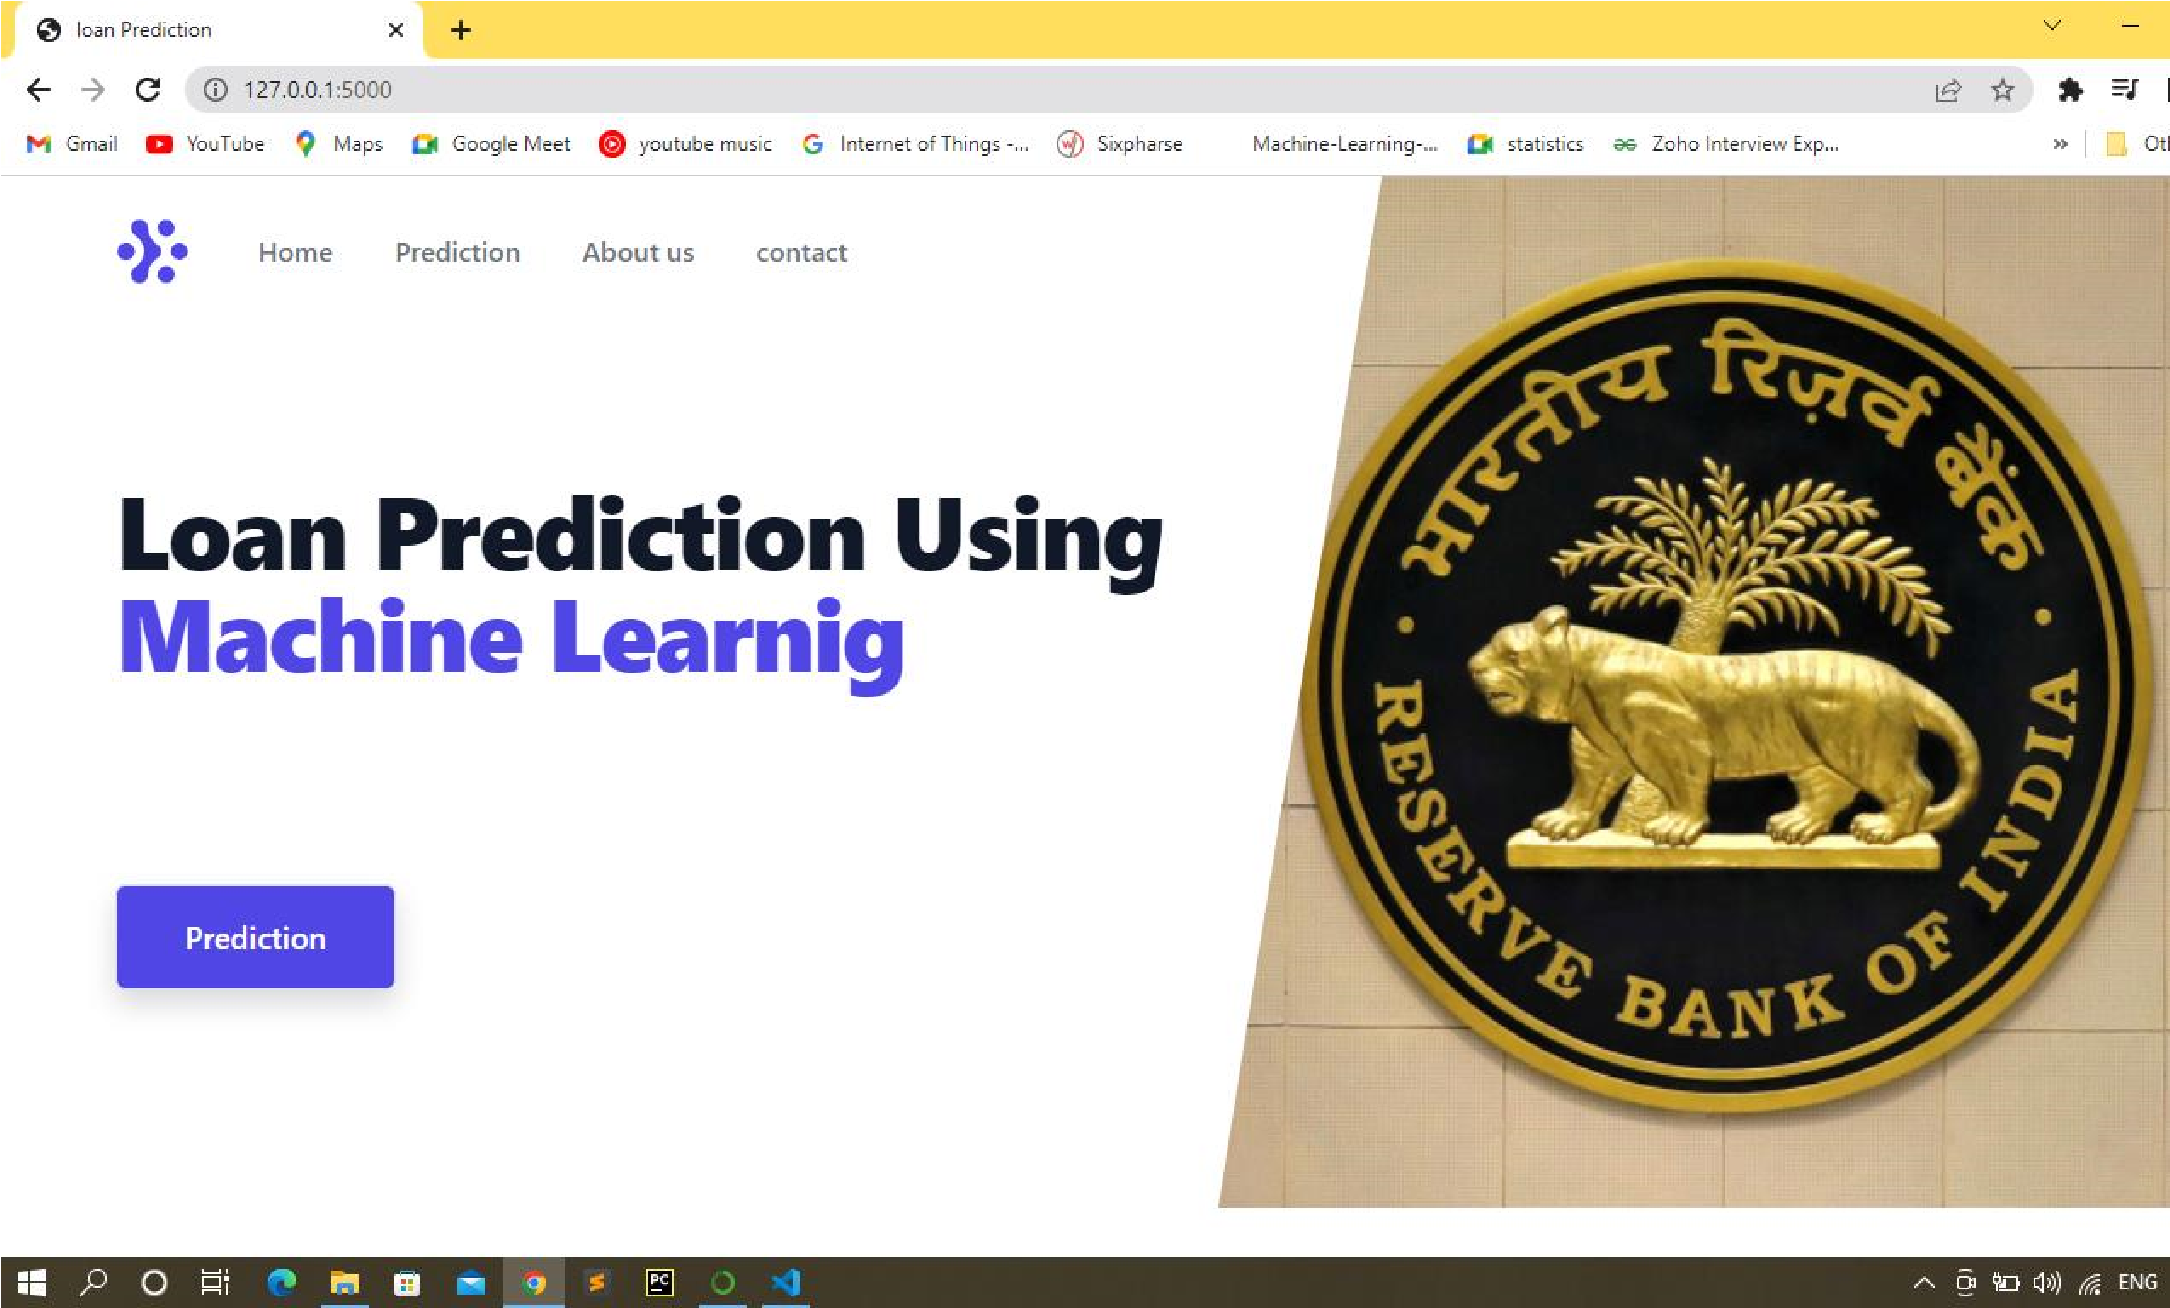 loan Prediction
127.0.0.1:5000
Gmail YouTube Maps Google Meet youtube music Internet of Things -... Sixpharse Machine-Learning-... statistics Zoho Interview Exp... » Otl
Home Prediction About us contact
भारतीय रिज़र्व बैंक
RESERVE BANK OF INDIA
Loan Prediction Using
Machine Learnig
Prediction
PC
ENG